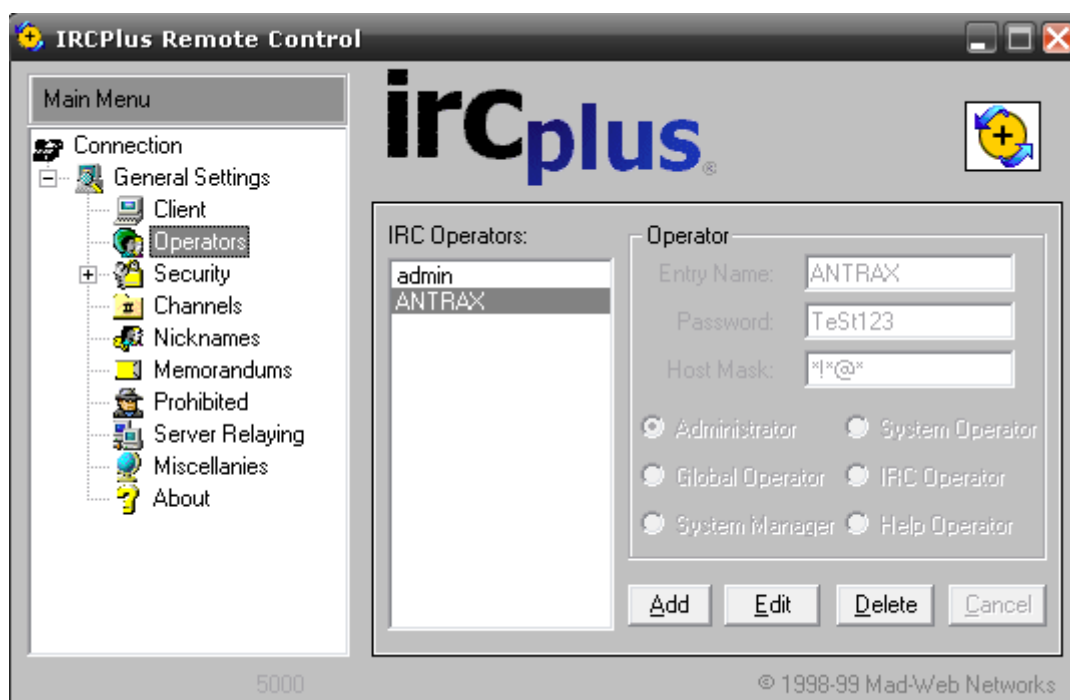 IRCPlus Remote Control
Main Menu
Connection
General Settings
Client
Operators
Security
Channels
Nicknames
Memorandums
Prohibited
Server Relaying
Miscellanies
About
ircplus®
IRC Operators:
admin
ANTRAX
Operator
Entry Name: ANTRAX
Password: TeSt123
Host Mask: *!*@*
Administrator System Operator
Global Operator IRC Operator
System Manager Help Operator
Add Edit Delete Cancel
5000 © 1998-99 Mad-Web Networks